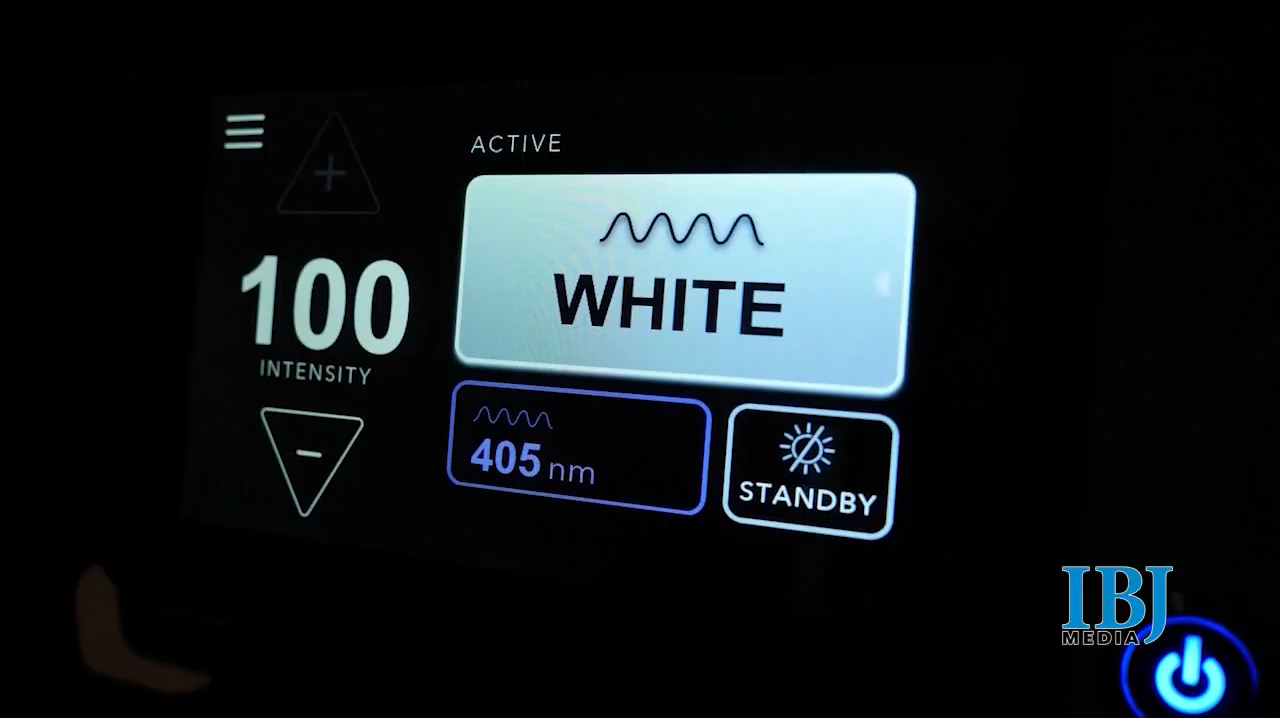 ACTIVE
+
WHITE
100
INTENSITY
-
405 nm
STANDBY
IBJ
MEDIA